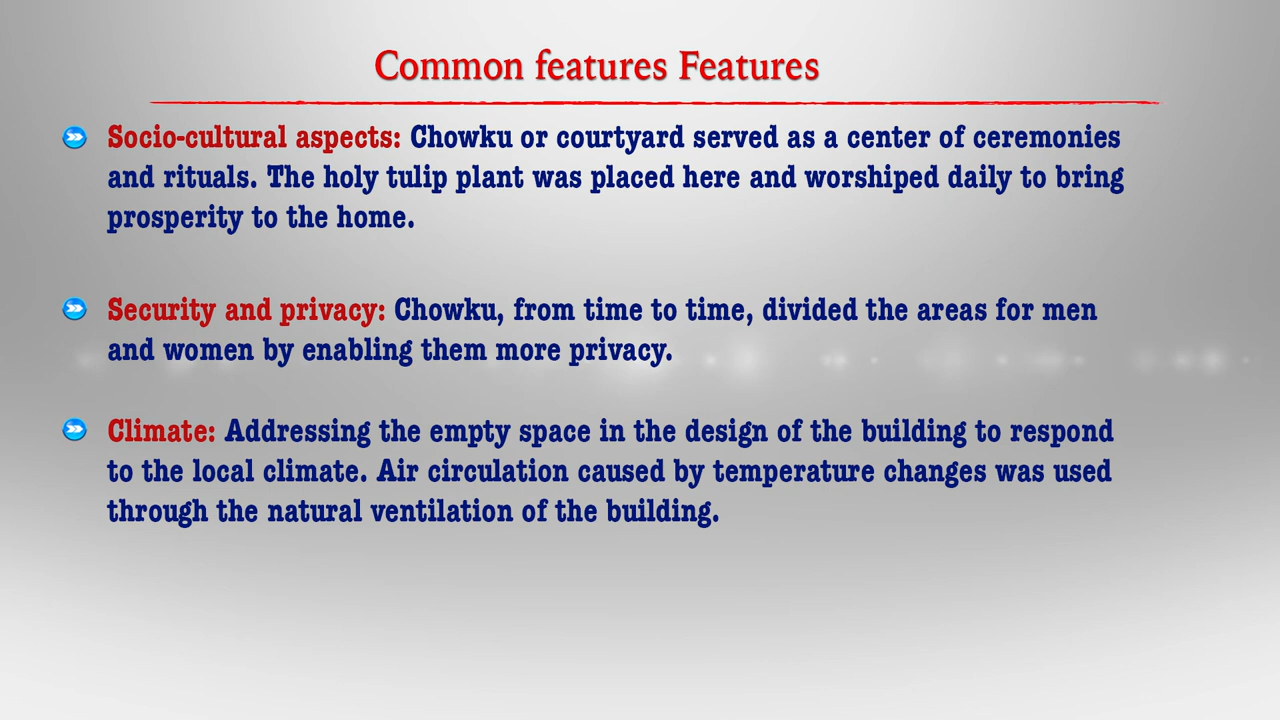 Common features Features
Socio-cultural aspects: Chowku or courtyard served as a center of ceremonies
and rituals. The holy tulip plant was placed here and worshiped daily to bring
prosperity to the home.
Security and privacy: Chowku, from time to time, divided the areas for men
and women by enabling them more privacy.
Climate: Addressing the empty space in the design of the building to respond
to the local climate. Air circulation caused by temperature changes was used
through the natural ventilation of the building.